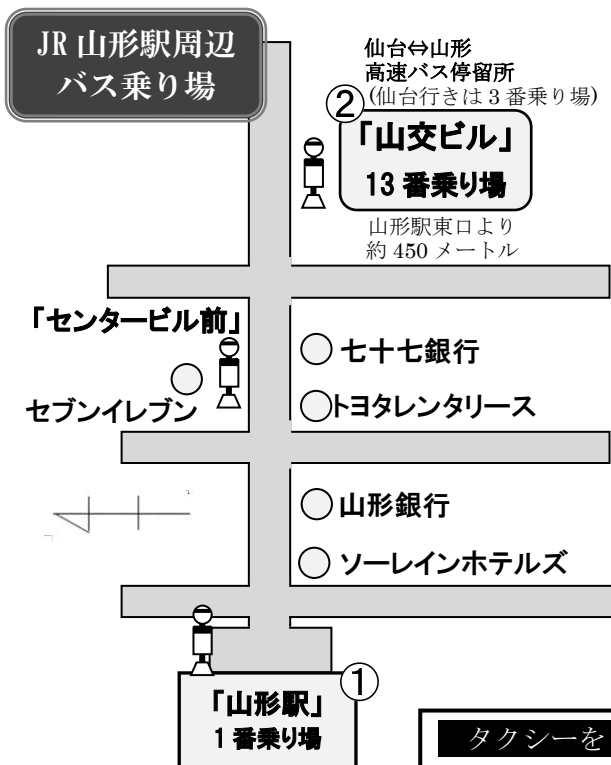 JR 山形駅周辺
バス乗り場
仙台⇔山形
高速バス停留所
(仙台行きは 3 番乗り場)
②
「山交ビル」
13 番乗り場
山形駅東口より
約 450 メートル
「センタービル前」
七十七銀行
セブンイレブン
トヨタレンタリース
山形銀行
ソーレインホテルズ
①
「山形駅」
1 番乗り場
タクシーを